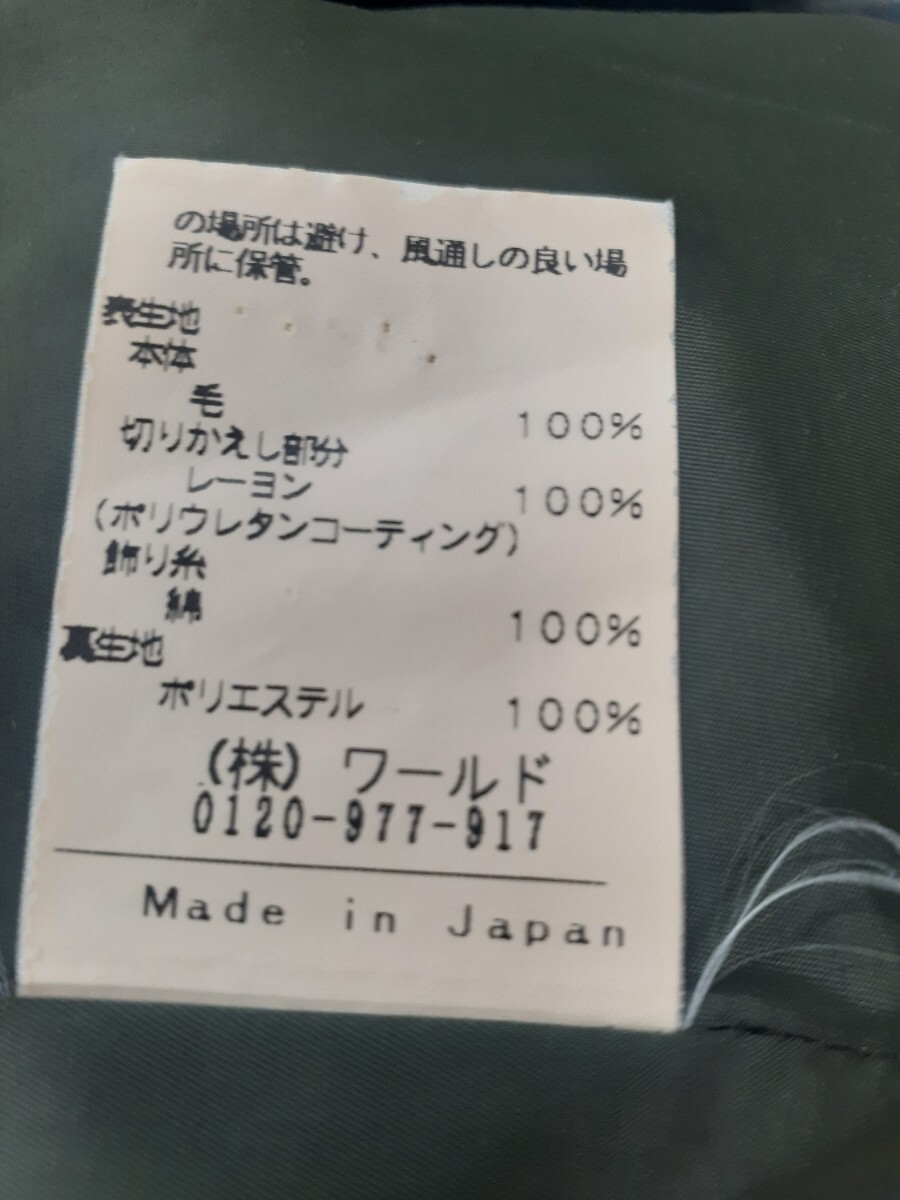 の場所は避け、風通しの良い場
所に保管。
表生地
本体
毛 100%
切りかえし部分
レーヨン 100%
(ポリウレタンコーティング)
飾り糸
綿 100%
裏生地
ポリエステル 100%
(株) ワールド
0120-977-917
Made in Japan